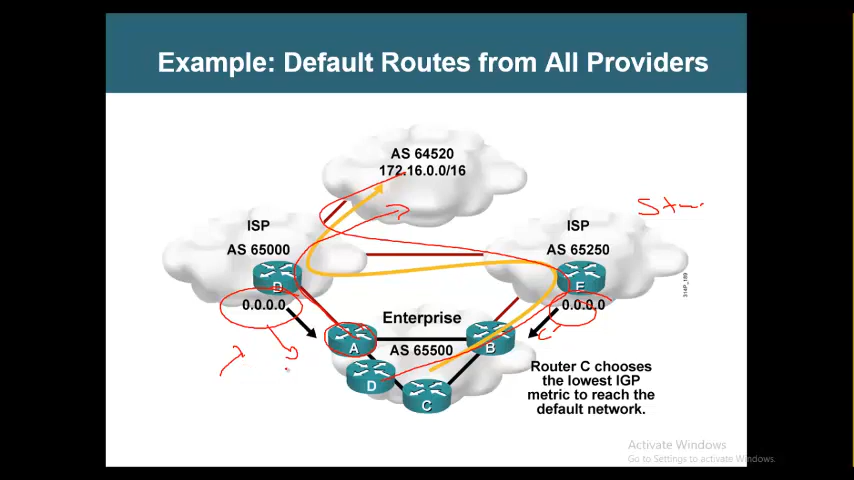 Example: Default Routes from All Providers
AS 64520
172.16.0.0/16
ISP
AS 65000
D
0.0.0.0
ISP
AS 65250
E
0.0.0.0
Enterprise
AS 65500
A
B
D
C
Router C chooses
the lowest IGP
metric to reach the
default network.
Activate Windows
Go to Settings to activate Windows.